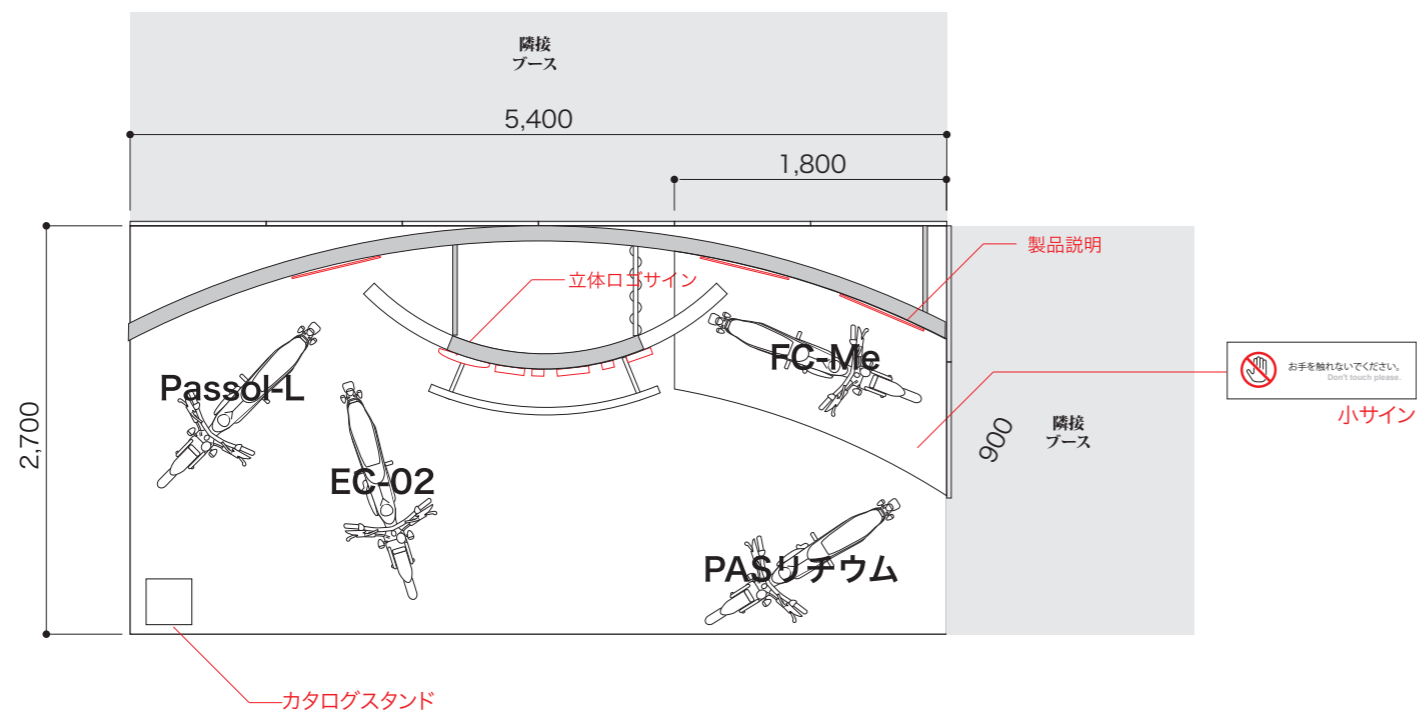 隣接
ブース
5,400
1,800
製品説明
立体ロゴサイン
FC-Me
お手を触れないでください。
Don't touch please.
小サイン
Passol-L
2,700
900
隣接
ブース
EC-02
PASリチウム
カタログスタンド